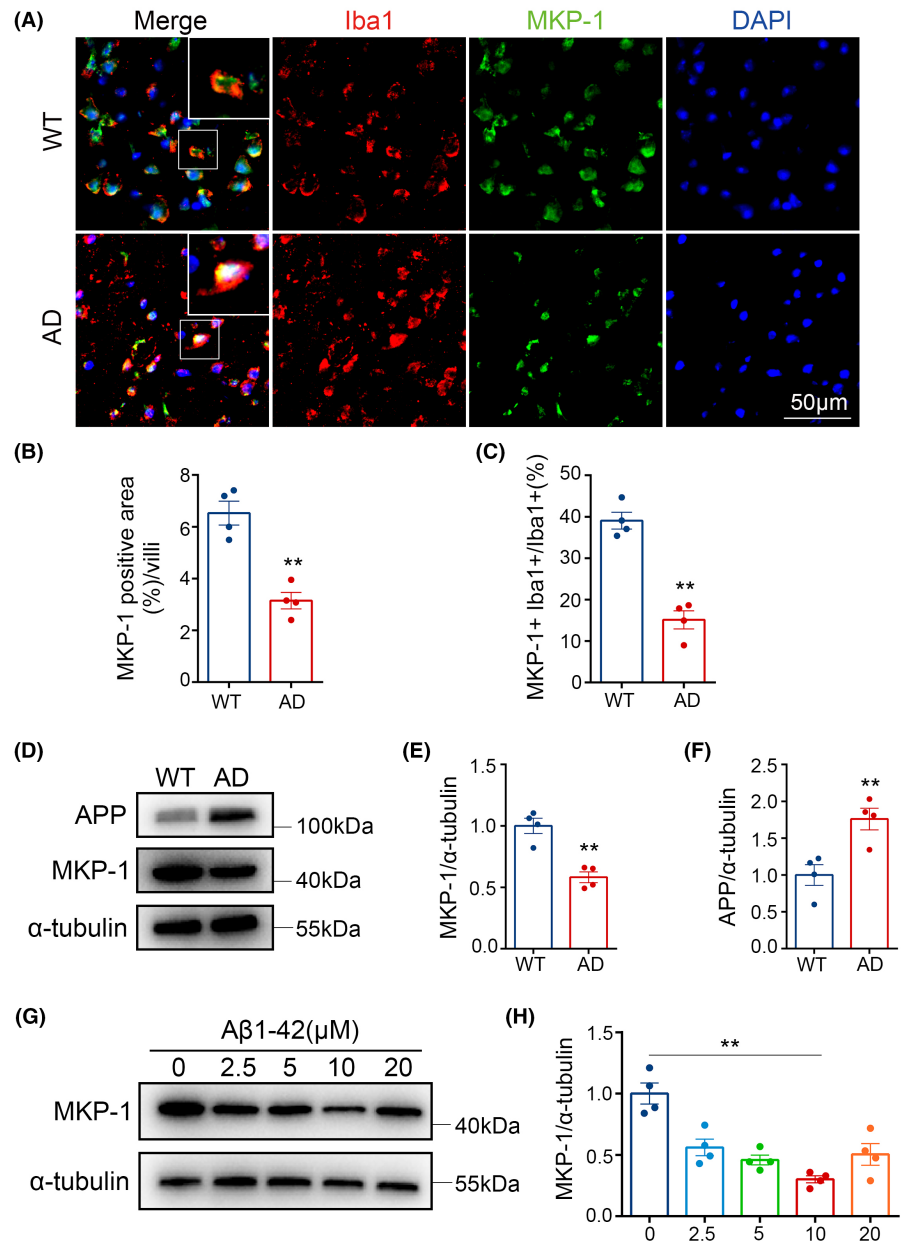 (A)
Merge Iba1 MKP-1 DAPI
WT
AD
50μm
(B)
MKP-1 positive area
(%)/villi
8
6
4
2
0
WT AD
**
(C)
MKP-1+ Iba1+/Iba1+(%)
50
40
30
20
10
0
WT AD
**
(D)
WT AD
APP
100kDa
MKP-1
40kDa
α-tubulin
55kDa
(E)
MKP-1/α-tubulin
1.5
1.0
0.5
0.0
WT AD
**
(F)
APP/α-tubulin
2.5
2.0
1.5
1.0
0.5
0.0
WT AD
**
(G)
Aβ1-42(μM)
0 2.5 5 10 20
MKP-1
40kDa
α-tubulin
55kDa
(H)
MKP-1/α-tubulin
1.5
1.0
0.5
0.0
0 2.5 5 10 20
**